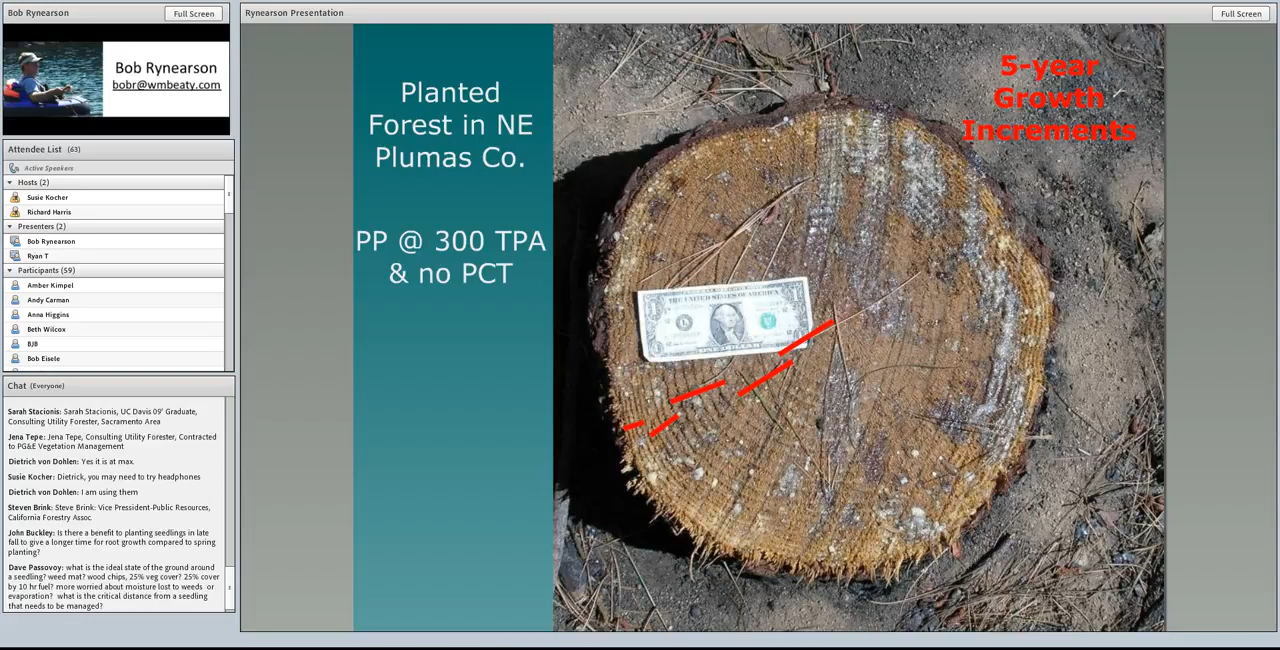 Bob Rynearson
Full Screen
Bob Rynearson
bobr@wmbeaty.com
Attendee List (63)
Active Speakers
Hosts (2)
Susie Kocher
Richard Harris
Presenters (2)
Bob Rynearson
Ryan T
Participants (59)
Amber Kimpel
Andy Carman
Anna Higgins
Beth Wilcox
BJB
Bob Eisele
Chat (Everyone)
Sarah Stacionis: Sarah Stacionis, UC Davis 09' Graduate,
Consulting Utility Forester, Sacramento Area
Jena Tepe: Jena Tepe, Consulting Utility Forester, Contracted
to PG&E Vegetation Management
Dietrich von Dohlen: Yes it is at max.
Susie Kocher: Dietrick, you may need to try headphones
Dietrich von Dohlen: I am using them
Steven Brink: Steve Brink: Vice President-Public Resources,
California Forestry Assoc.
John Buckley: Is there a benefit to planting seedlings in late
fall to give a longer time for root growth compared to spring
planting?
Dave Passovoy: what is the ideal state of the ground around
a seedling? weed mat? wood chips, 25% veg cover? 25% cover
by 10 hr fuel? more worried about moisture lost to weeds or
evaporation? what is the critical distance from a seedling
that needs to be managed?
Rynearson Presentation
Full Screen
Planted
Forest in NE
Plumas Co.
PP @ 300 TPA
& no PCT
5-year
Growth
Increments
THE UNITED STATES OF AMERICA
ONE DOLLAR